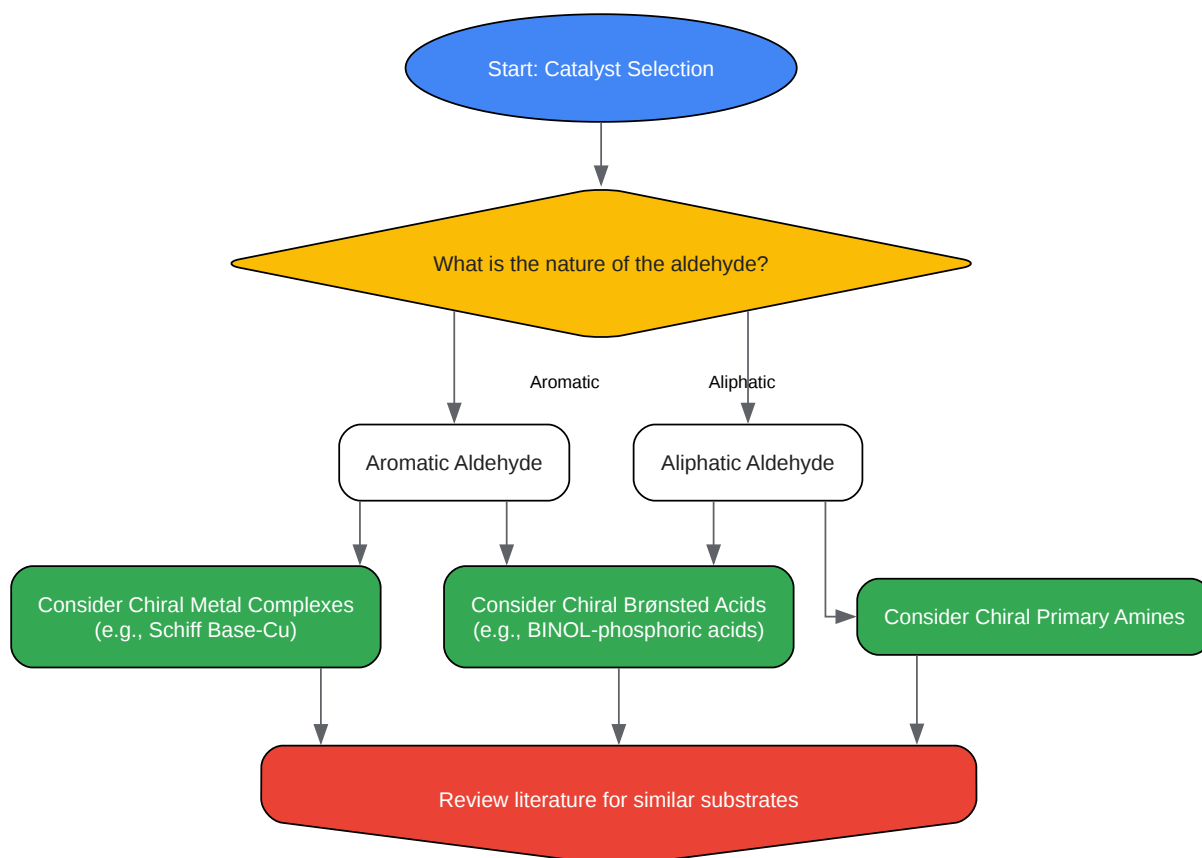 Start: Catalyst Selection
What is the nature of the aldehyde?
Aromatic
Aliphatic
Aromatic Aldehyde
Aliphatic Aldehyde
Consider Chiral Metal Complexes
(e.g., Schiff Base-Cu)
Consider Chiral Brønsted Acids
(e.g., BINOL-phosphoric acids)
Consider Chiral Primary Amines
Review literature for similar substrates